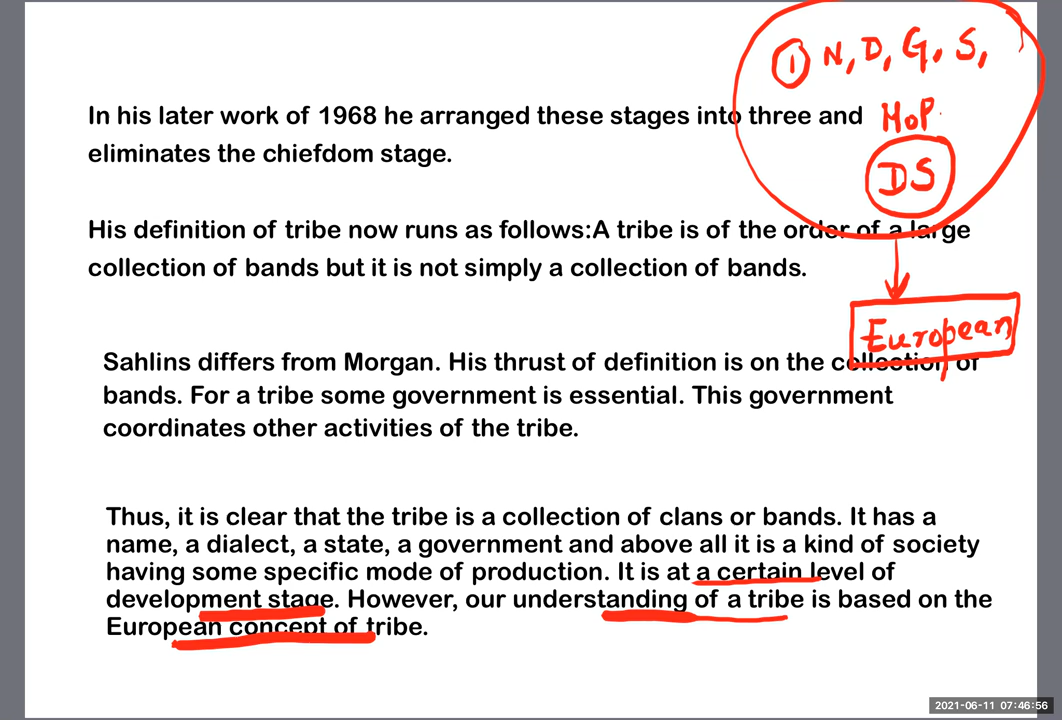 ① N, D, G, S,
In his later work of 1968 he arranged these stages into three and
MoP
eliminates the chiefdom stage.
DS
His definition of tribe now runs as follows:A tribe is of the order of a large
collection of bands but it is not simply a collection of bands.
European
Sahlins differs from Morgan. His thrust of definition is on the collection of
bands. For a tribe some government is essential. This government
coordinates other activities of the tribe.
Thus, it is clear that the tribe is a collection of clans or bands. It has a
name, a dialect, a state, a government and above all it is a kind of society
having some specific mode of production. It is at a certain level of
development stage. However, our understanding of a tribe is based on the
European concept of tribe.
2021-06-11 07:46:56